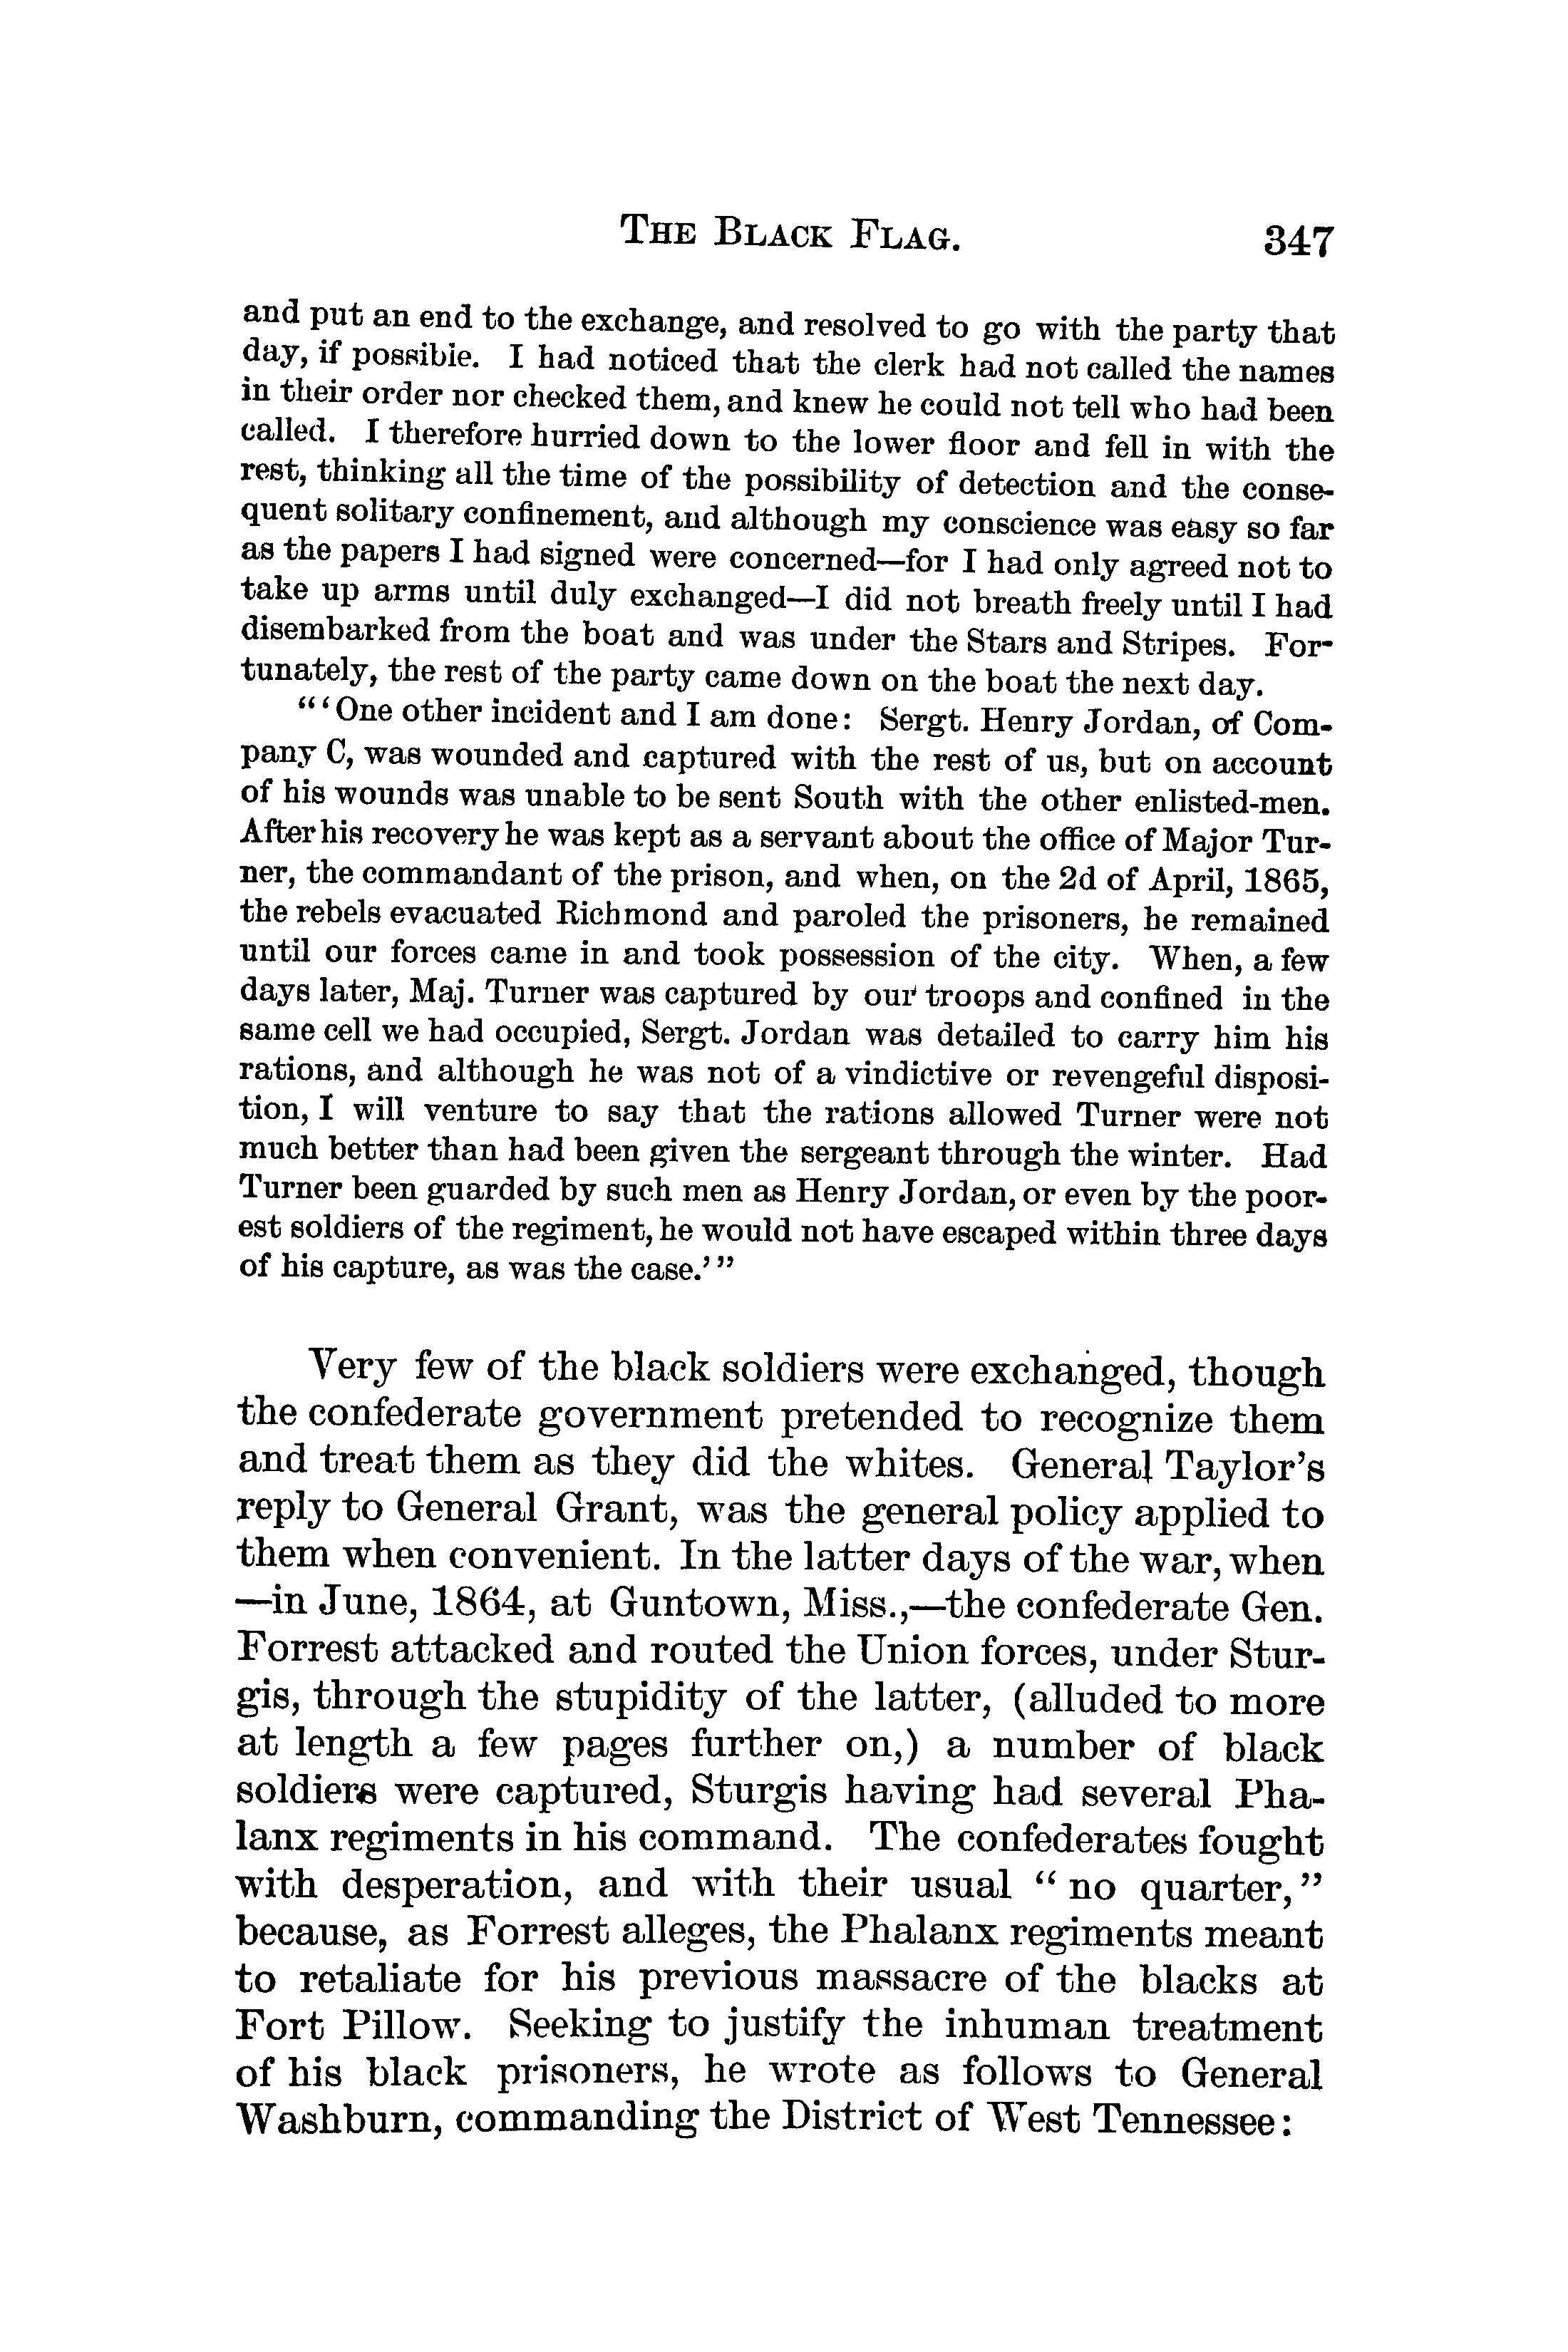 THE BLACK FLAG. 347
and put an end to the exchange, and resolved to go with the party that
day, if possible. I had noticed that the clerk had not called the names
in their order nor checked them, and knew he could not tell who had been
called. I therefore hurried down to the lower floor and fell in with the
rest, thinking all the time of the possibility of detection and the conse-
quent solitary confinement, and although my conscience was easy so far
as the papers I had signed were concerned—for I had only agreed not to
take up arms until duly exchanged—I did not breath freely until I had
disembarked from the boat and was under the Stars and Stripes. For-
tunately, the rest of the party came down on the boat the next day.
“‘One other incident and I am done: Sergt. Henry Jordan, of Com-
pany C, was wounded and captured with the rest of us, but on account
of his wounds was unable to be sent South with the other enlisted-men.
After his recovery he was kept as a servant about the office of Major Tur-
ner, the commandant of the prison, and when, on the 2d of April, 1865,
the rebels evacuated Richmond and paroled the prisoners, he remained
until our forces came in and took possession of the city. When, a few
days later, Maj. Turner was captured by our troops and confined in the
same cell we had occupied, Sergt. Jordan was detailed to carry him his
rations, and although he was not of a vindictive or revengeful disposi-
tion, I will venture to say that the rations allowed Turner were not
much better than had been given the sergeant through the winter. Had
Turner been guarded by such men as Henry Jordan, or even by the poor-
est soldiers of the regiment, he would not have escaped within three days
of his capture, as was the case.’”
Very few of the black soldiers were exchanged, though
the confederate government pretended to recognize them
and treat them as they did the whites. General Taylor’s
reply to General Grant, was the general policy applied to
them when convenient. In the latter days of the war, when
—in June, 1864, at Guntown, Miss.,—the confederate Gen.
Forrest attacked and routed the Union forces, under Stur-
gis, through the stupidity of the latter, (alluded to more
at length a few pages further on,) a number of black
soldiers were captured, Sturgis having had several Pha-
lanx regiments in his command. The confederates fought
with desperation, and with their usual “no quarter,”
because, as Forrest alleges, the Phalanx regiments meant
to retaliate for his previous massacre of the blacks at
Fort Pillow. Seeking to justify the inhuman treatment
of his black prisoners, he wrote as follows to General
Washburn, commanding the District of West Tennessee: